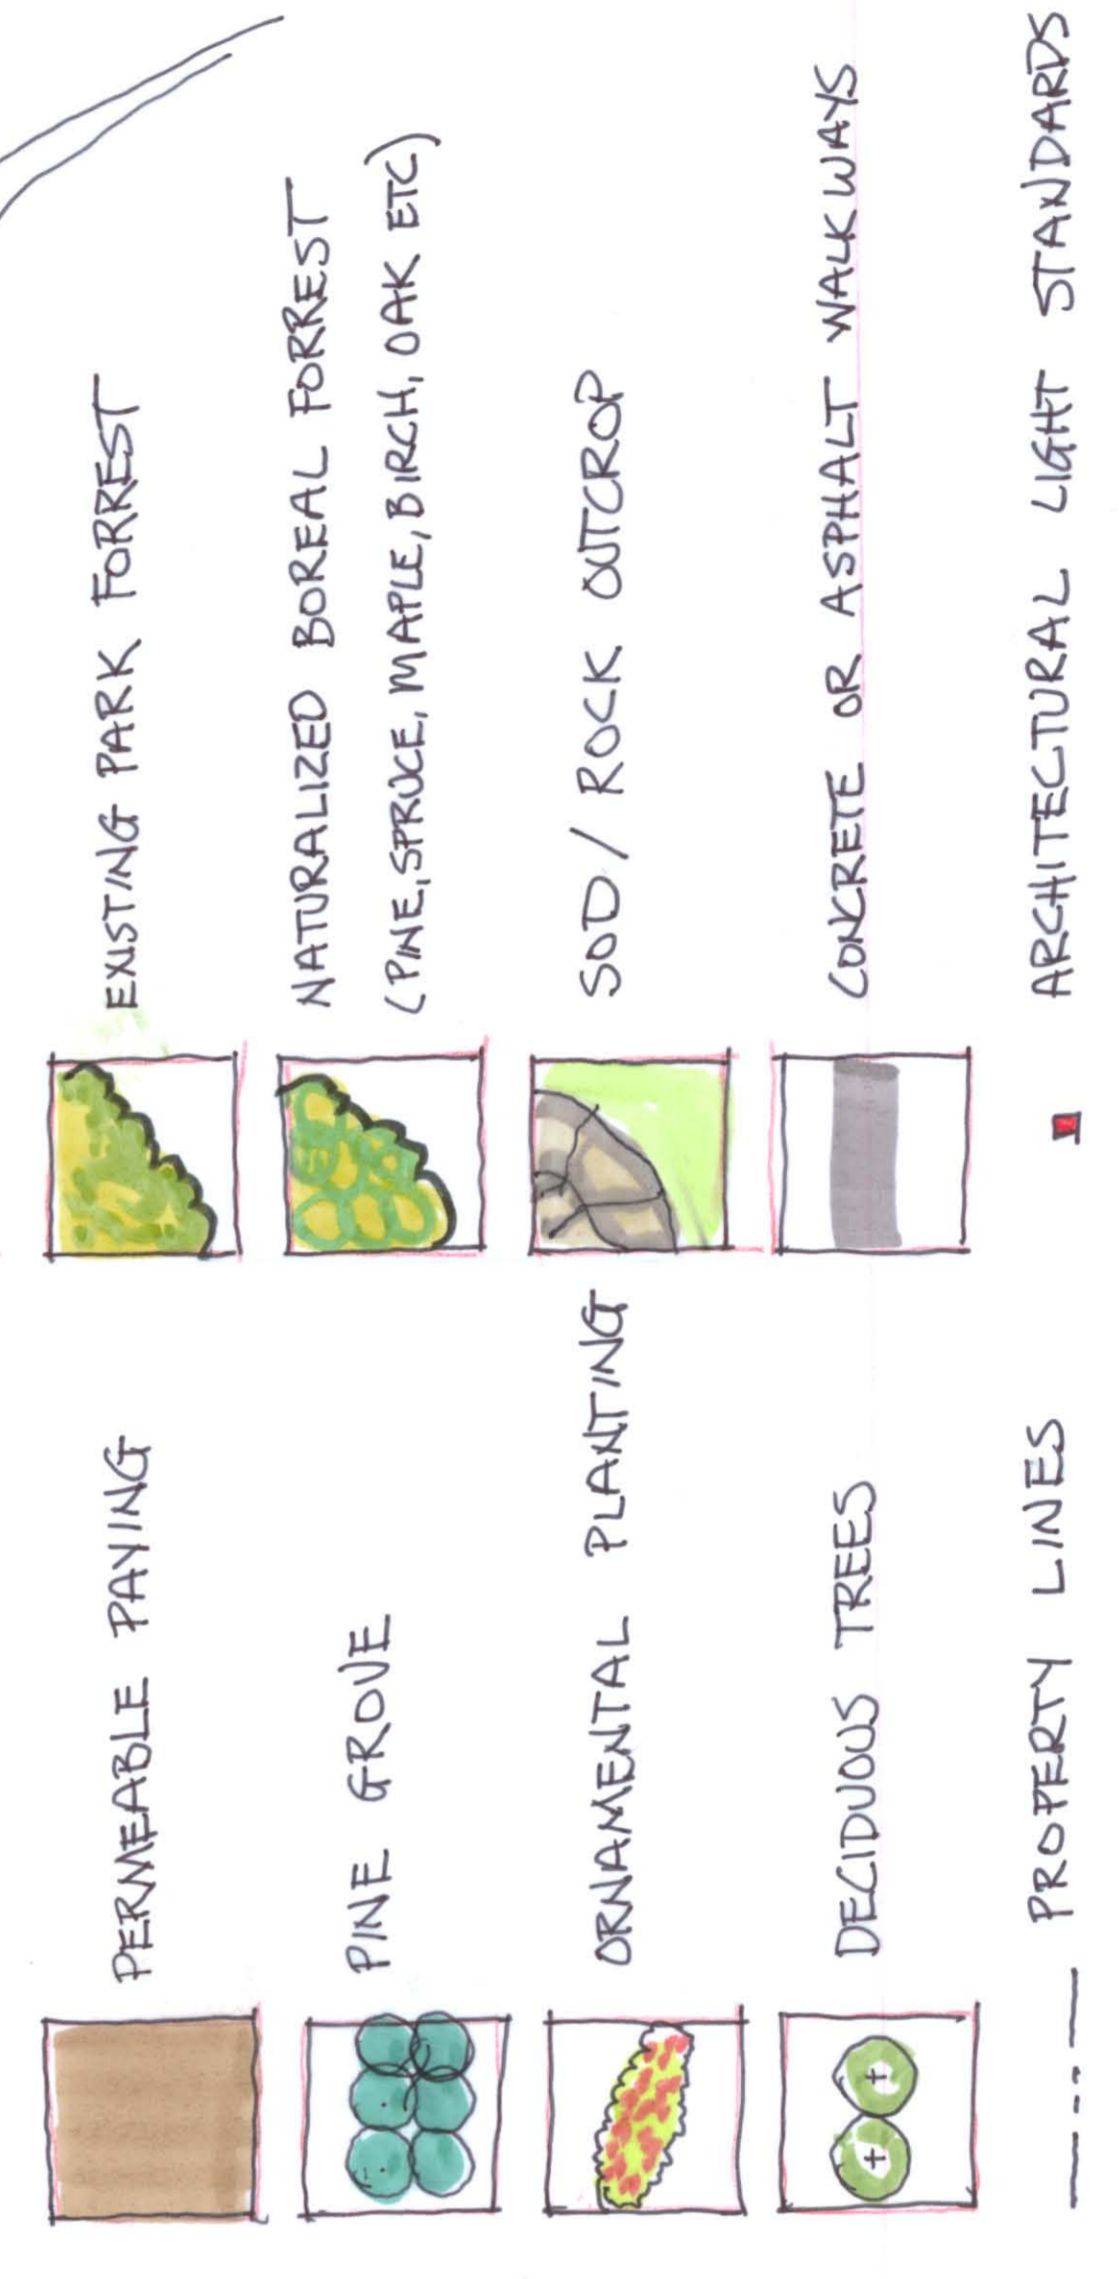 PERMEABLE PAVING
PINE GROVE
ORNAMENTAL PLANTING
DECIDUOUS TREES
PROPERTY LINES
EXISTING PARK FORREST
NATURALIZED BOREAL FORREST
(PINE, SPRUCE, MAPLE, BIRCH, OAK ETC)
SOD / ROCK OUTCROP
CONCRETE OR ASPHALT WALKWAYS
ARCHITECTURAL LIGHT STANDARDS